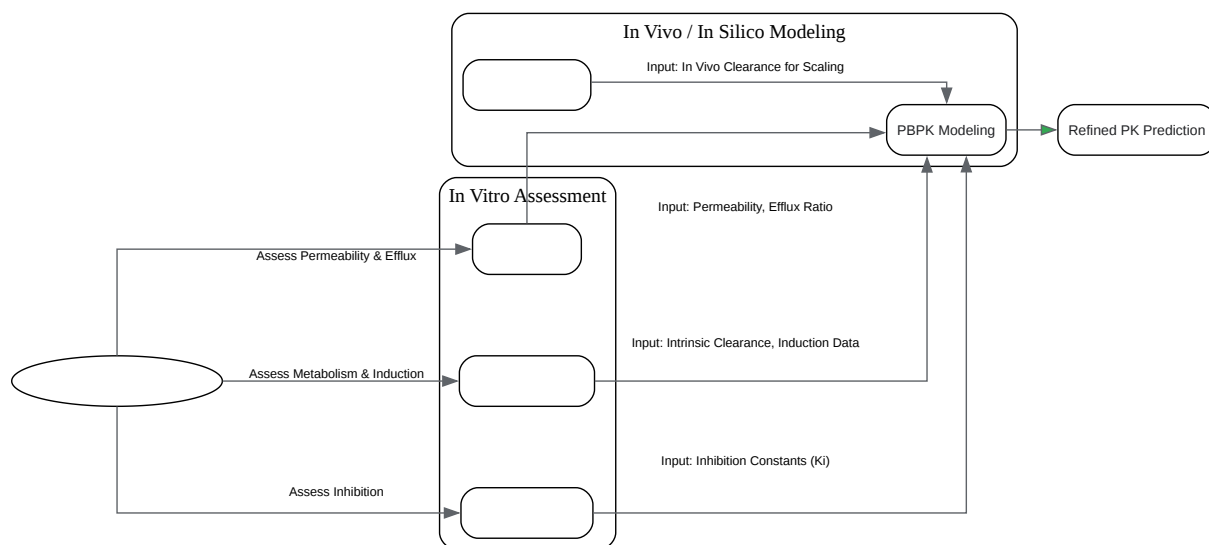 In Vivo / In Silico Modeling
Input: In Vivo Clearance for Scaling
PBPK Modeling
Refined PK Prediction
In Vitro Assessment
Input: Permeability, Efflux Ratio
Assess Permeability & Efflux
Input: Intrinsic Clearance, Induction Data
Assess Metabolism & Induction
Input: Inhibition Constants (Ki)
Assess Inhibition